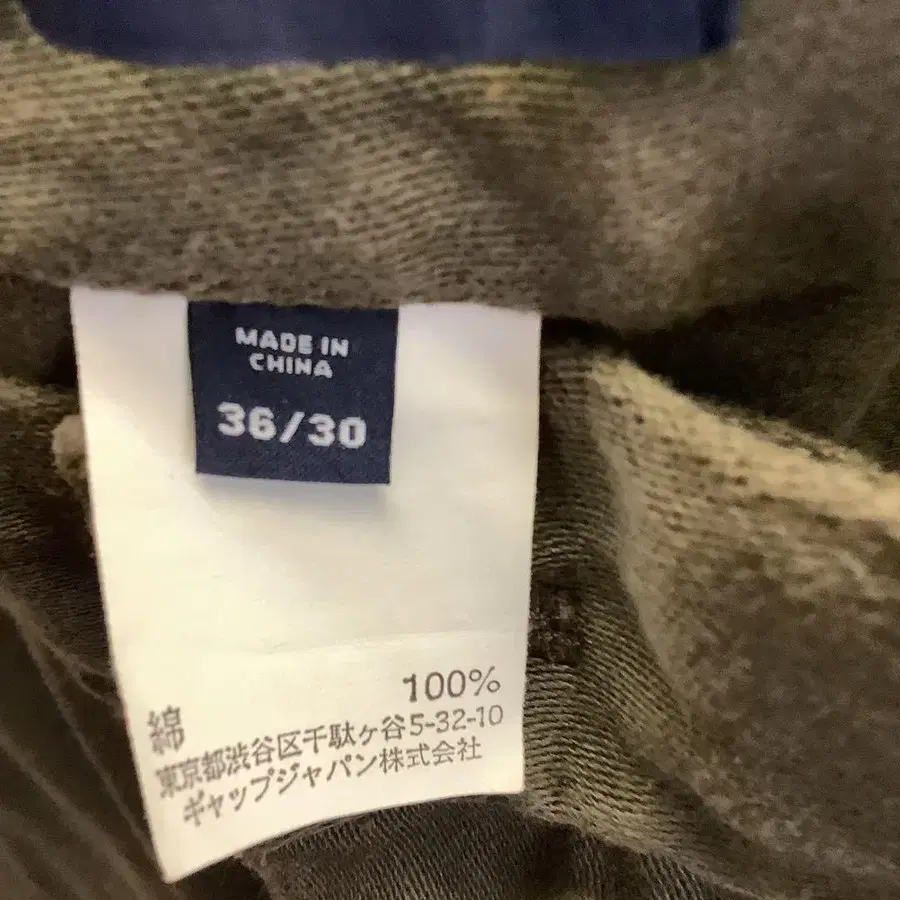 MADE IN
CHINA
36/30
綿 100%
東京都渋谷区千駄ヶ谷5-32-10
ギャップジャパン株式会社